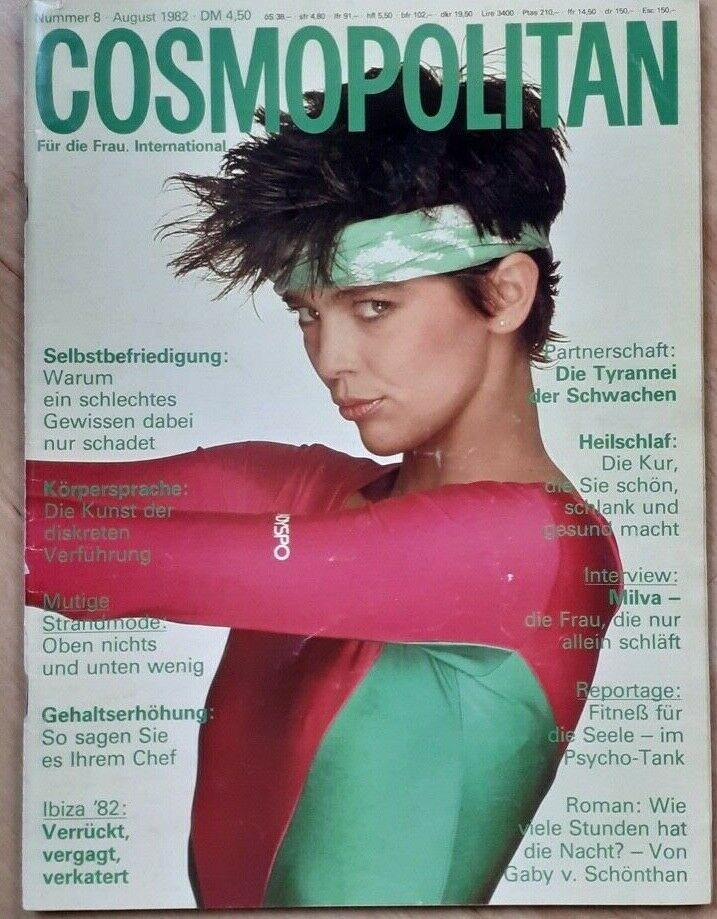 Nummer 8 · August 1982 · DM 4,50 öS 38,– · sfr 4,80 · lfr 91,– · hfl 5,50 · bfr 102,– · dkr 19,50 · Lire 3400 · Ptas 210,– · ffr 14,50 · dr 150,– · Esc 150,–
COSMOPOLITAN
Für die Frau. International
Selbstbefriedigung:
Warum
ein schlechtes
Gewissen dabei
nur schadet
Körpersprache:
Die Kunst der
diskreten
Verführung
Mutige
Strandmode:
Oben nichts
und unten wenig
Gehaltserhöhung:
So sagen Sie
es Ihrem Chef
Ibiza '82:
Verrückt,
vergagt,
verkatert
Partnerschaft:
Die Tyrannei
der Schwachen
Heilschlaf:
Die Kur,
die Sie schön,
schlank und
gesund macht
Interview:
Milva –
die Frau, die nur
allein schläft
Reportage:
Fitneß für
die Seele – im
Psycho-Tank
Roman: Wie
viele Stunden hat
die Nacht? – Von
Gaby v. Schönthan